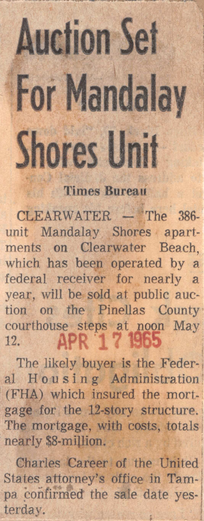 Auction Set
For Mandalay
Shores Unit
Times Bureau
CLEARWATER — The 386-
unit Mandalay Shores apart-
ments on Clearwater Beach,
which has been operated by a
federal receiver for nearly a
year, will be sold at public auc-
tion on the Pinellas County
courthouse steps at noon May
12.
APR 17 1965
The likely buyer is the Feder-
al Housing Administration
(FHA) which insured the mort-
gage for the 12-story structure.
The mortgage, with costs, totals
nearly $8-million.
Charles Career of the United
States attorney's office in Tam-
pa confirmed the sale date yes-
terday.